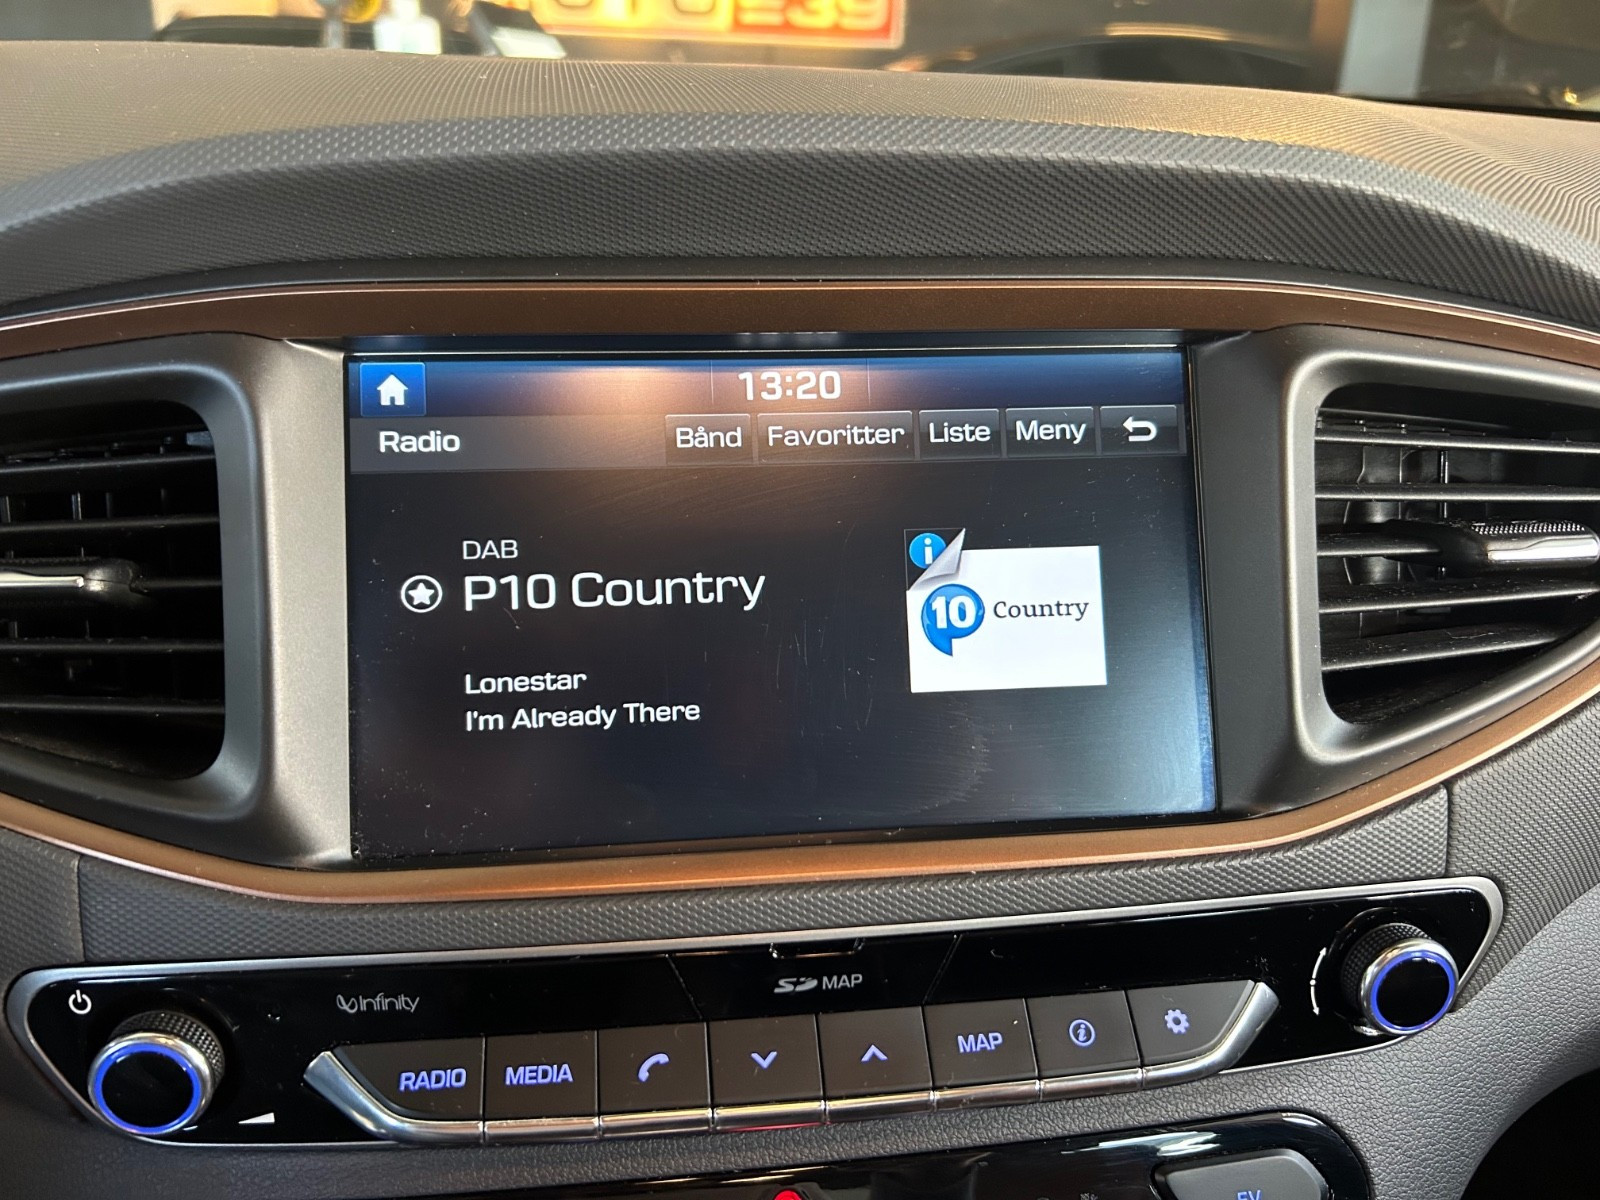 13:20
Radio
Bånd
Favoritter
Liste
Meny
DAB
P10 Country
10 Country
Lonestar
I'm Already There
Infinity
SD MAP
RADIO
MEDIA
MAP
EV